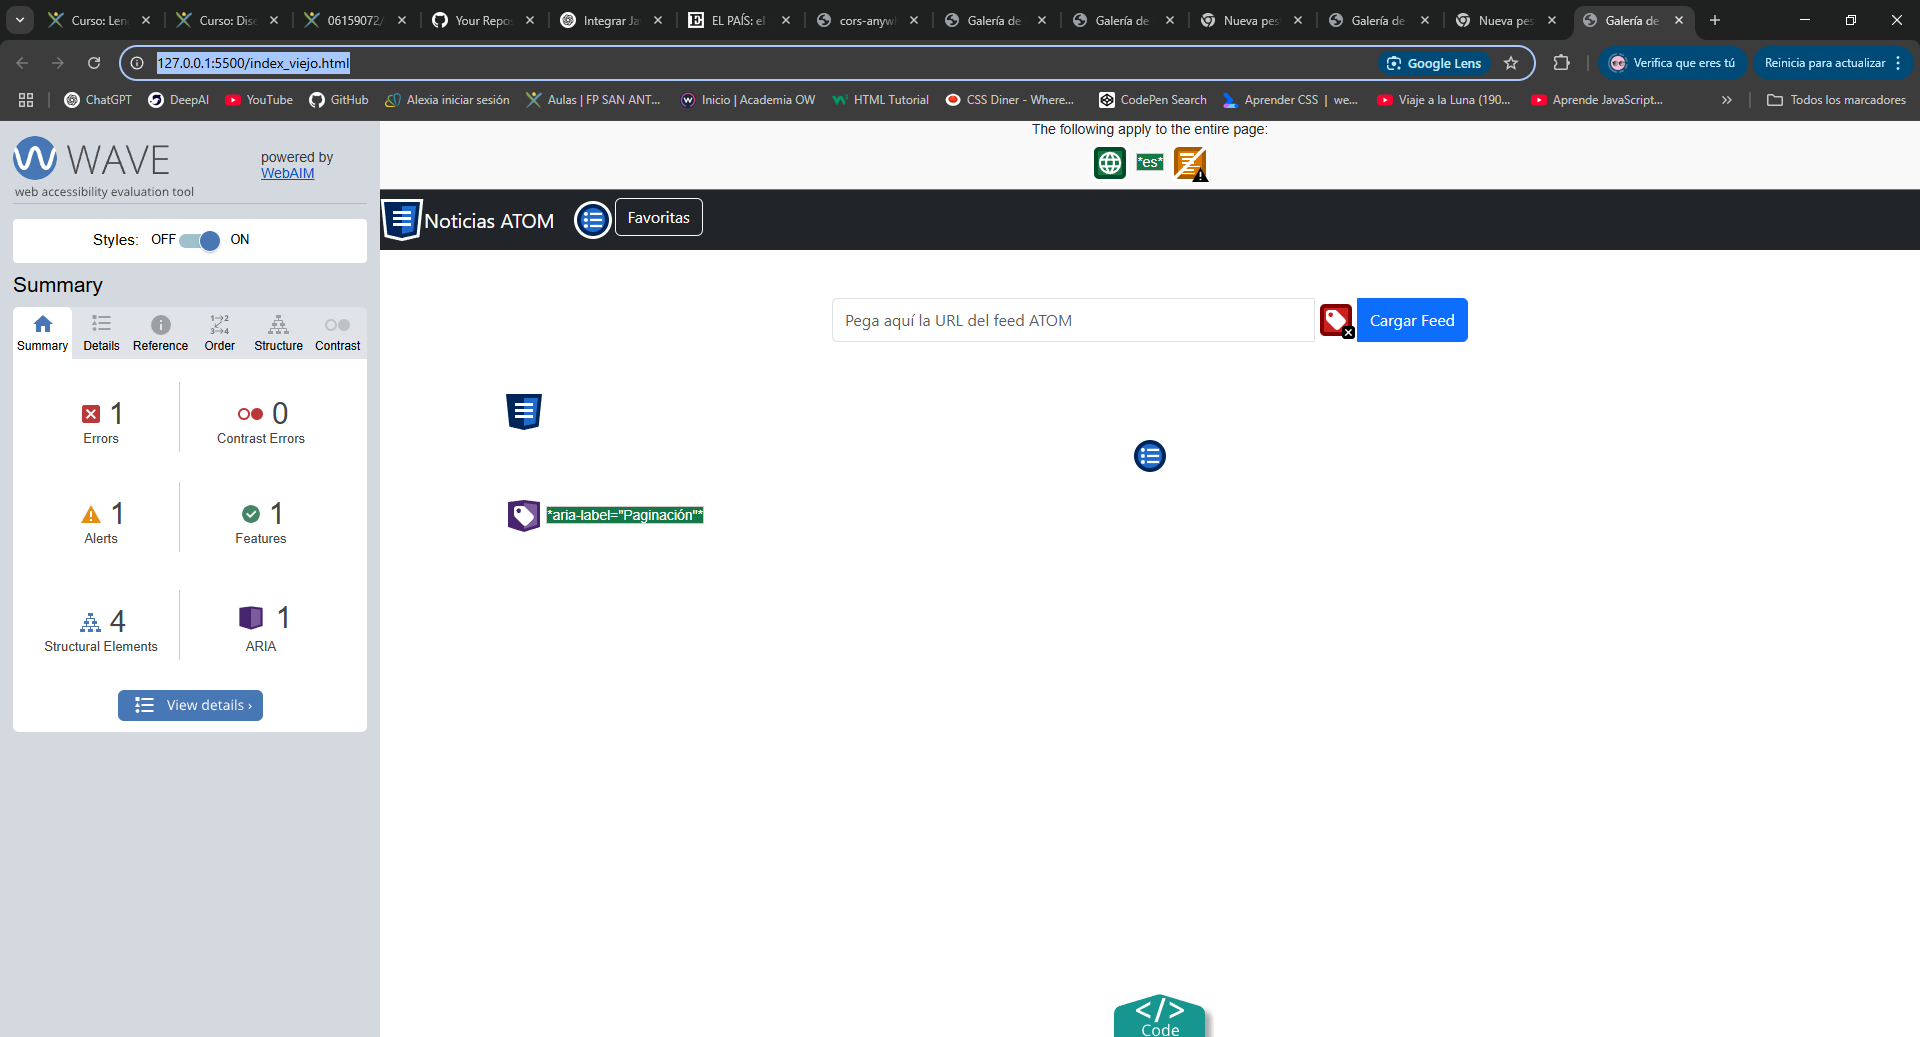 Curso: Len
Curso: Dise
06159072/
Your Repos
Integrar Ja
EL PAÍS: el
cors-anywh
Galería de
Galería de
Nueva pes
Galería de
Nueva pes
Galería de
127.0.0.1:5500/index_viejo.html
Google Lens
Verifica que eres tú
Reinicia para actualizar
ChatGPT
DeepAI
YouTube
GitHub
Alexia iniciar sesión
Aulas | FP SAN ANT...
Inicio | Academia OW
HTML Tutorial
CSS Diner - Where...
CodePen Search
Aprender CSS | we...
Viaje a la Luna (190...
Aprende JavaScript...
Todos los marcadores
WAVE
web accessibility evaluation tool
powered by
WebAIM
Styles: OFF ON
Summary
Summary
Details
Reference
Order
Structure
Contrast
1
Errors
0
Contrast Errors
1
Alerts
1
Features
4
Structural Elements
1
ARIA
View details ›
The following apply to the entire page:
*es*
Noticias ATOM
Favoritas
Pega aquí la URL del feed ATOM
Cargar Feed
*aria-label="Paginación"*
</>
Code